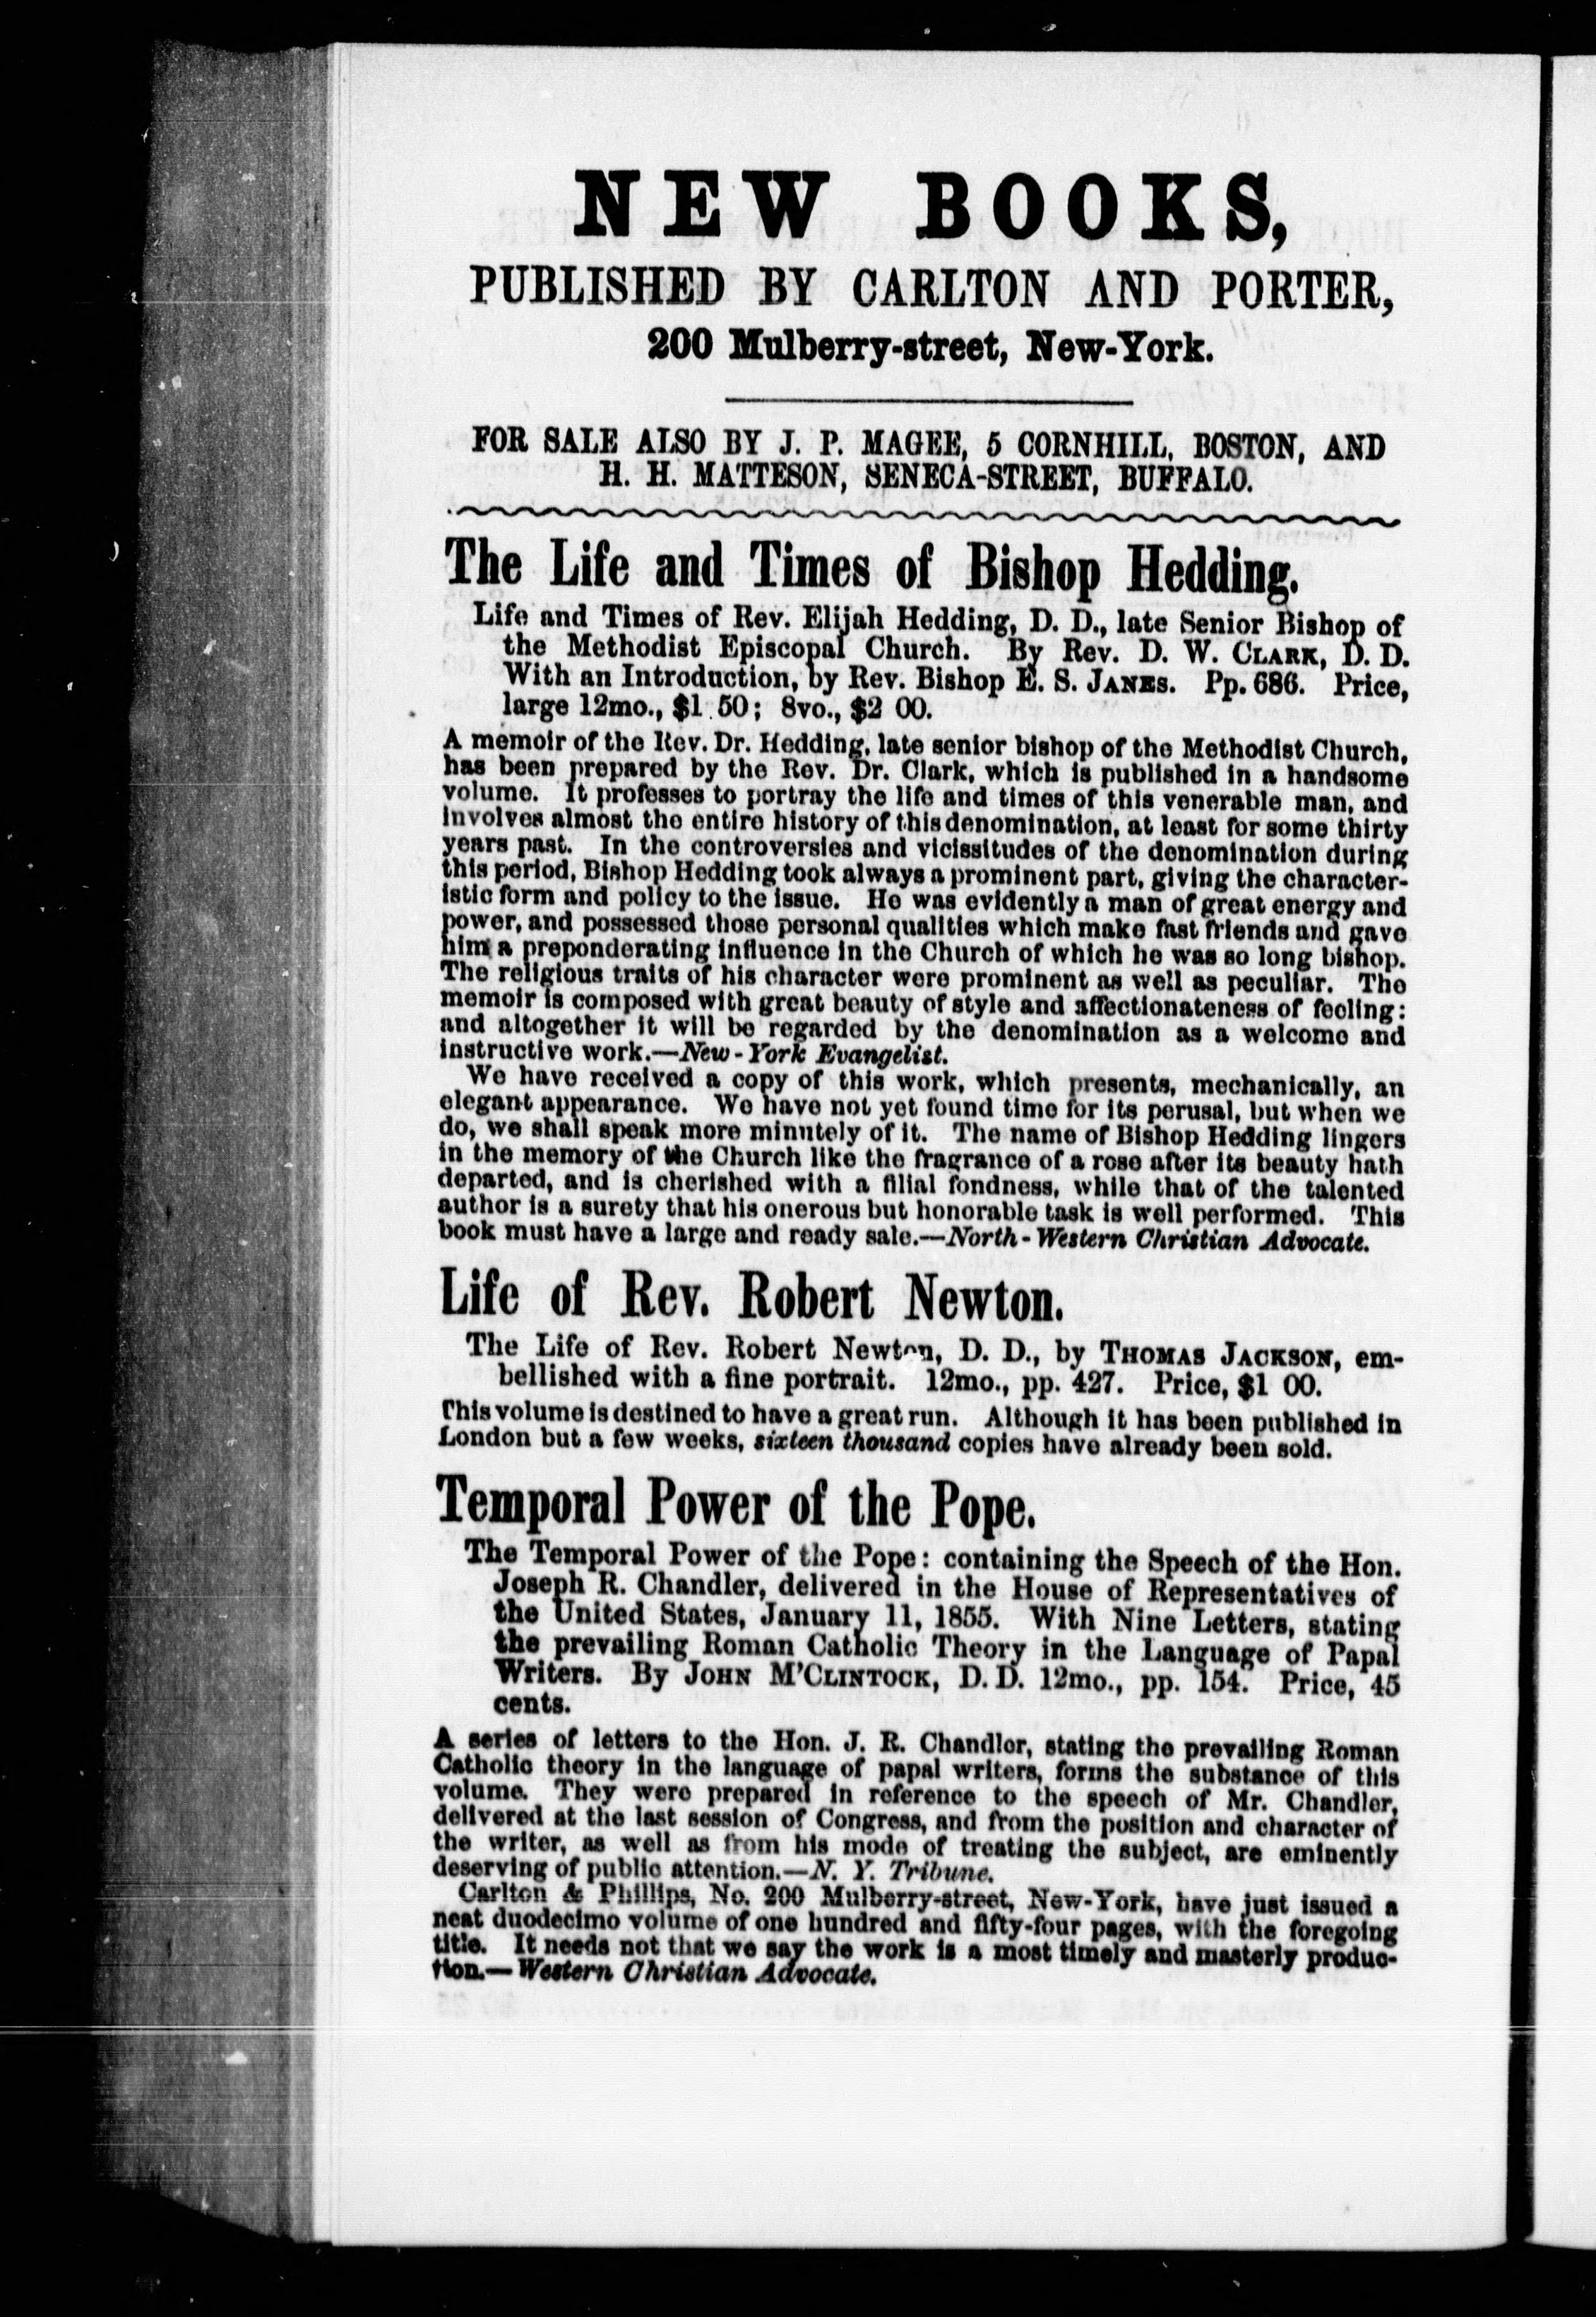 NEW BOOKS,
PUBLISHED BY CARLTON AND PORTER,
200 Mulberry-street, New-York.
FOR SALE ALSO BY J. P. MAGEE, 5 CORNHILL, BOSTON, AND
H. H. MATTESON, SENECA-STREET, BUFFALO.
The Life and Times of Bishop Hedding.
Life and Times of Rev. Elijah Hedding, D. D., late Senior Bishop of
the Methodist Episcopal Church. By Rev. D. W. CLARK, D. D.
With an Introduction, by Rev. Bishop E. S. JANES. Pp. 686. Price,
large 12mo., $1 50; 8vo., $2 00.
A memoir of the Rev. Dr. Hedding, late senior bishop of the Methodist Church,
has been prepared by the Rev. Dr. Clark, which is published in a handsome
volume. It professes to portray the life and times of this venerable man, and
involves almost the entire history of this denomination, at least for some thirty
years past. In the controversies and vicissitudes of the denomination during
this period, Bishop Hedding took always a prominent part, giving the character-
istic form and policy to the issue. He was evidently a man of great energy and
power, and possessed those personal qualities which make fast friends and gave
him a preponderating influence in the Church of which he was so long bishop.
The religious traits of his character were prominent as well as peculiar. The
memoir is composed with great beauty of style and affectionateness of feeling:
and altogether it will be regarded by the denomination as a welcome and
instructive work.—New-York Evangelist.
We have received a copy of this work, which presents, mechanically, an
elegant appearance. We have not yet found time for its perusal, but when we
do, we shall speak more minutely of it. The name of Bishop Hedding lingers
in the memory of the Church like the fragrance of a rose after its beauty hath
departed, and is cherished with a filial fondness, while that of the talented
author is a surety that his onerous but honorable task is well performed. This
book must have a large and ready sale.—North-Western Christian Advocate.
Life of Rev. Robert Newton.
The Life of Rev. Robert Newton, D. D., by THOMAS JACKSON, em-
bellished with a fine portrait. 12mo., pp. 427. Price, $1 00.
This volume is destined to have a great run. Although it has been published in
London but a few weeks, sixteen thousand copies have already been sold.
Temporal Power of the Pope.
The Temporal Power of the Pope: containing the Speech of the Hon.
Joseph R. Chandler, delivered in the House of Representatives of
the United States, January 11, 1855. With Nine Letters, stating
the prevailing Roman Catholic Theory in the Language of Papal
Writers. By JOHN M'CLINTOCK, D. D. 12mo., pp. 154. Price, 45
cents.
A series of letters to the Hon. J. R. Chandler, stating the prevailing Roman
Catholic theory in the language of papal writers, forms the substance of this
volume. They were prepared in reference to the speech of Mr. Chandler,
delivered at the last session of Congress, and from the position and character of
the writer, as well as from his mode of treating the subject, are eminently
deserving of public attention.—N. Y. Tribune.
Carlton & Phillips, No. 200 Mulberry-street, New-York, have just issued a
neat duodecimo volume of one hundred and fifty-four pages, with the foregoing
title. It needs not that we say the work is a most timely and masterly produc-
tion.—Western Christian Advocate.